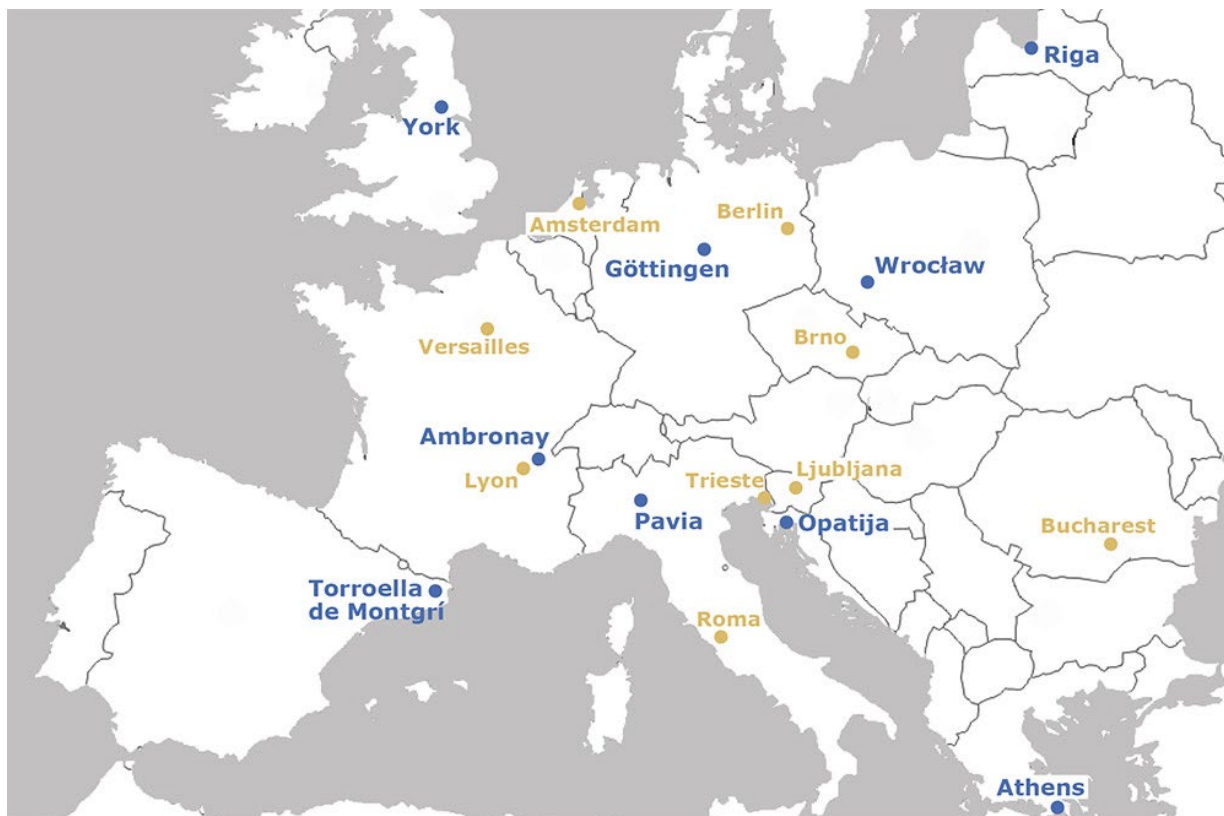 Riga
York
Amsterdam
Berlin
Göttingen
Wrocław
Versailles
Brno
Ambronay
Lyon
Trieste
Ljubljana
Pavia
Opatija
Bucharest
Torroella
de Montgrí
Roma
Athens